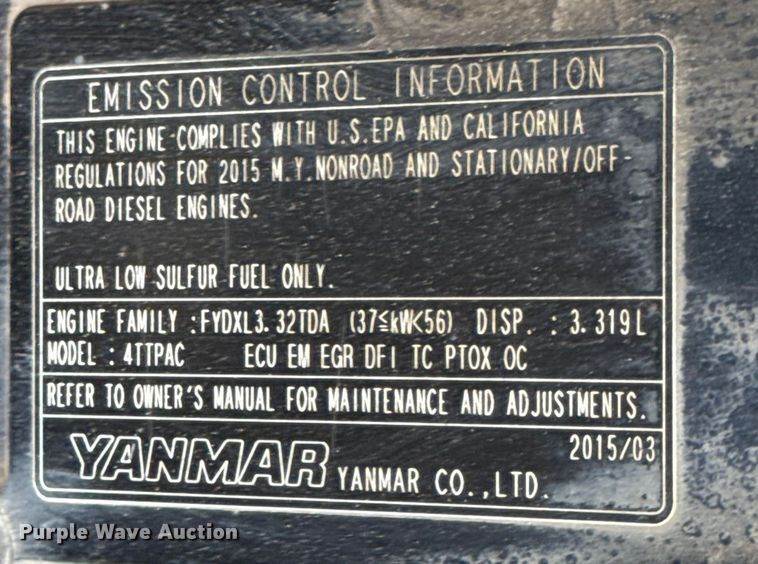 EMISSION CONTROL INFORMATION
THIS ENGINE COMPLIES WITH U.S.EPA AND CALIFORNIA
REGULATIONS FOR 2015 M.Y.NONROAD AND STATIONARY/OFF-
ROAD DIESEL ENGINES.
ULTRA LOW SULFUR FUEL ONLY.
ENGINE FAMILY :FYDXL3.32TDA (37≦kW<56) DISP. : 3.319L
MODEL : 4TTPAC ECU EM EGR DFI TC PTOX OC
REFER TO OWNER'S MANUAL FOR MAINTENANCE AND ADJUSTMENTS.
2015/03
YANMAR YANMAR CO.,LTD.
Purple Wave Auction